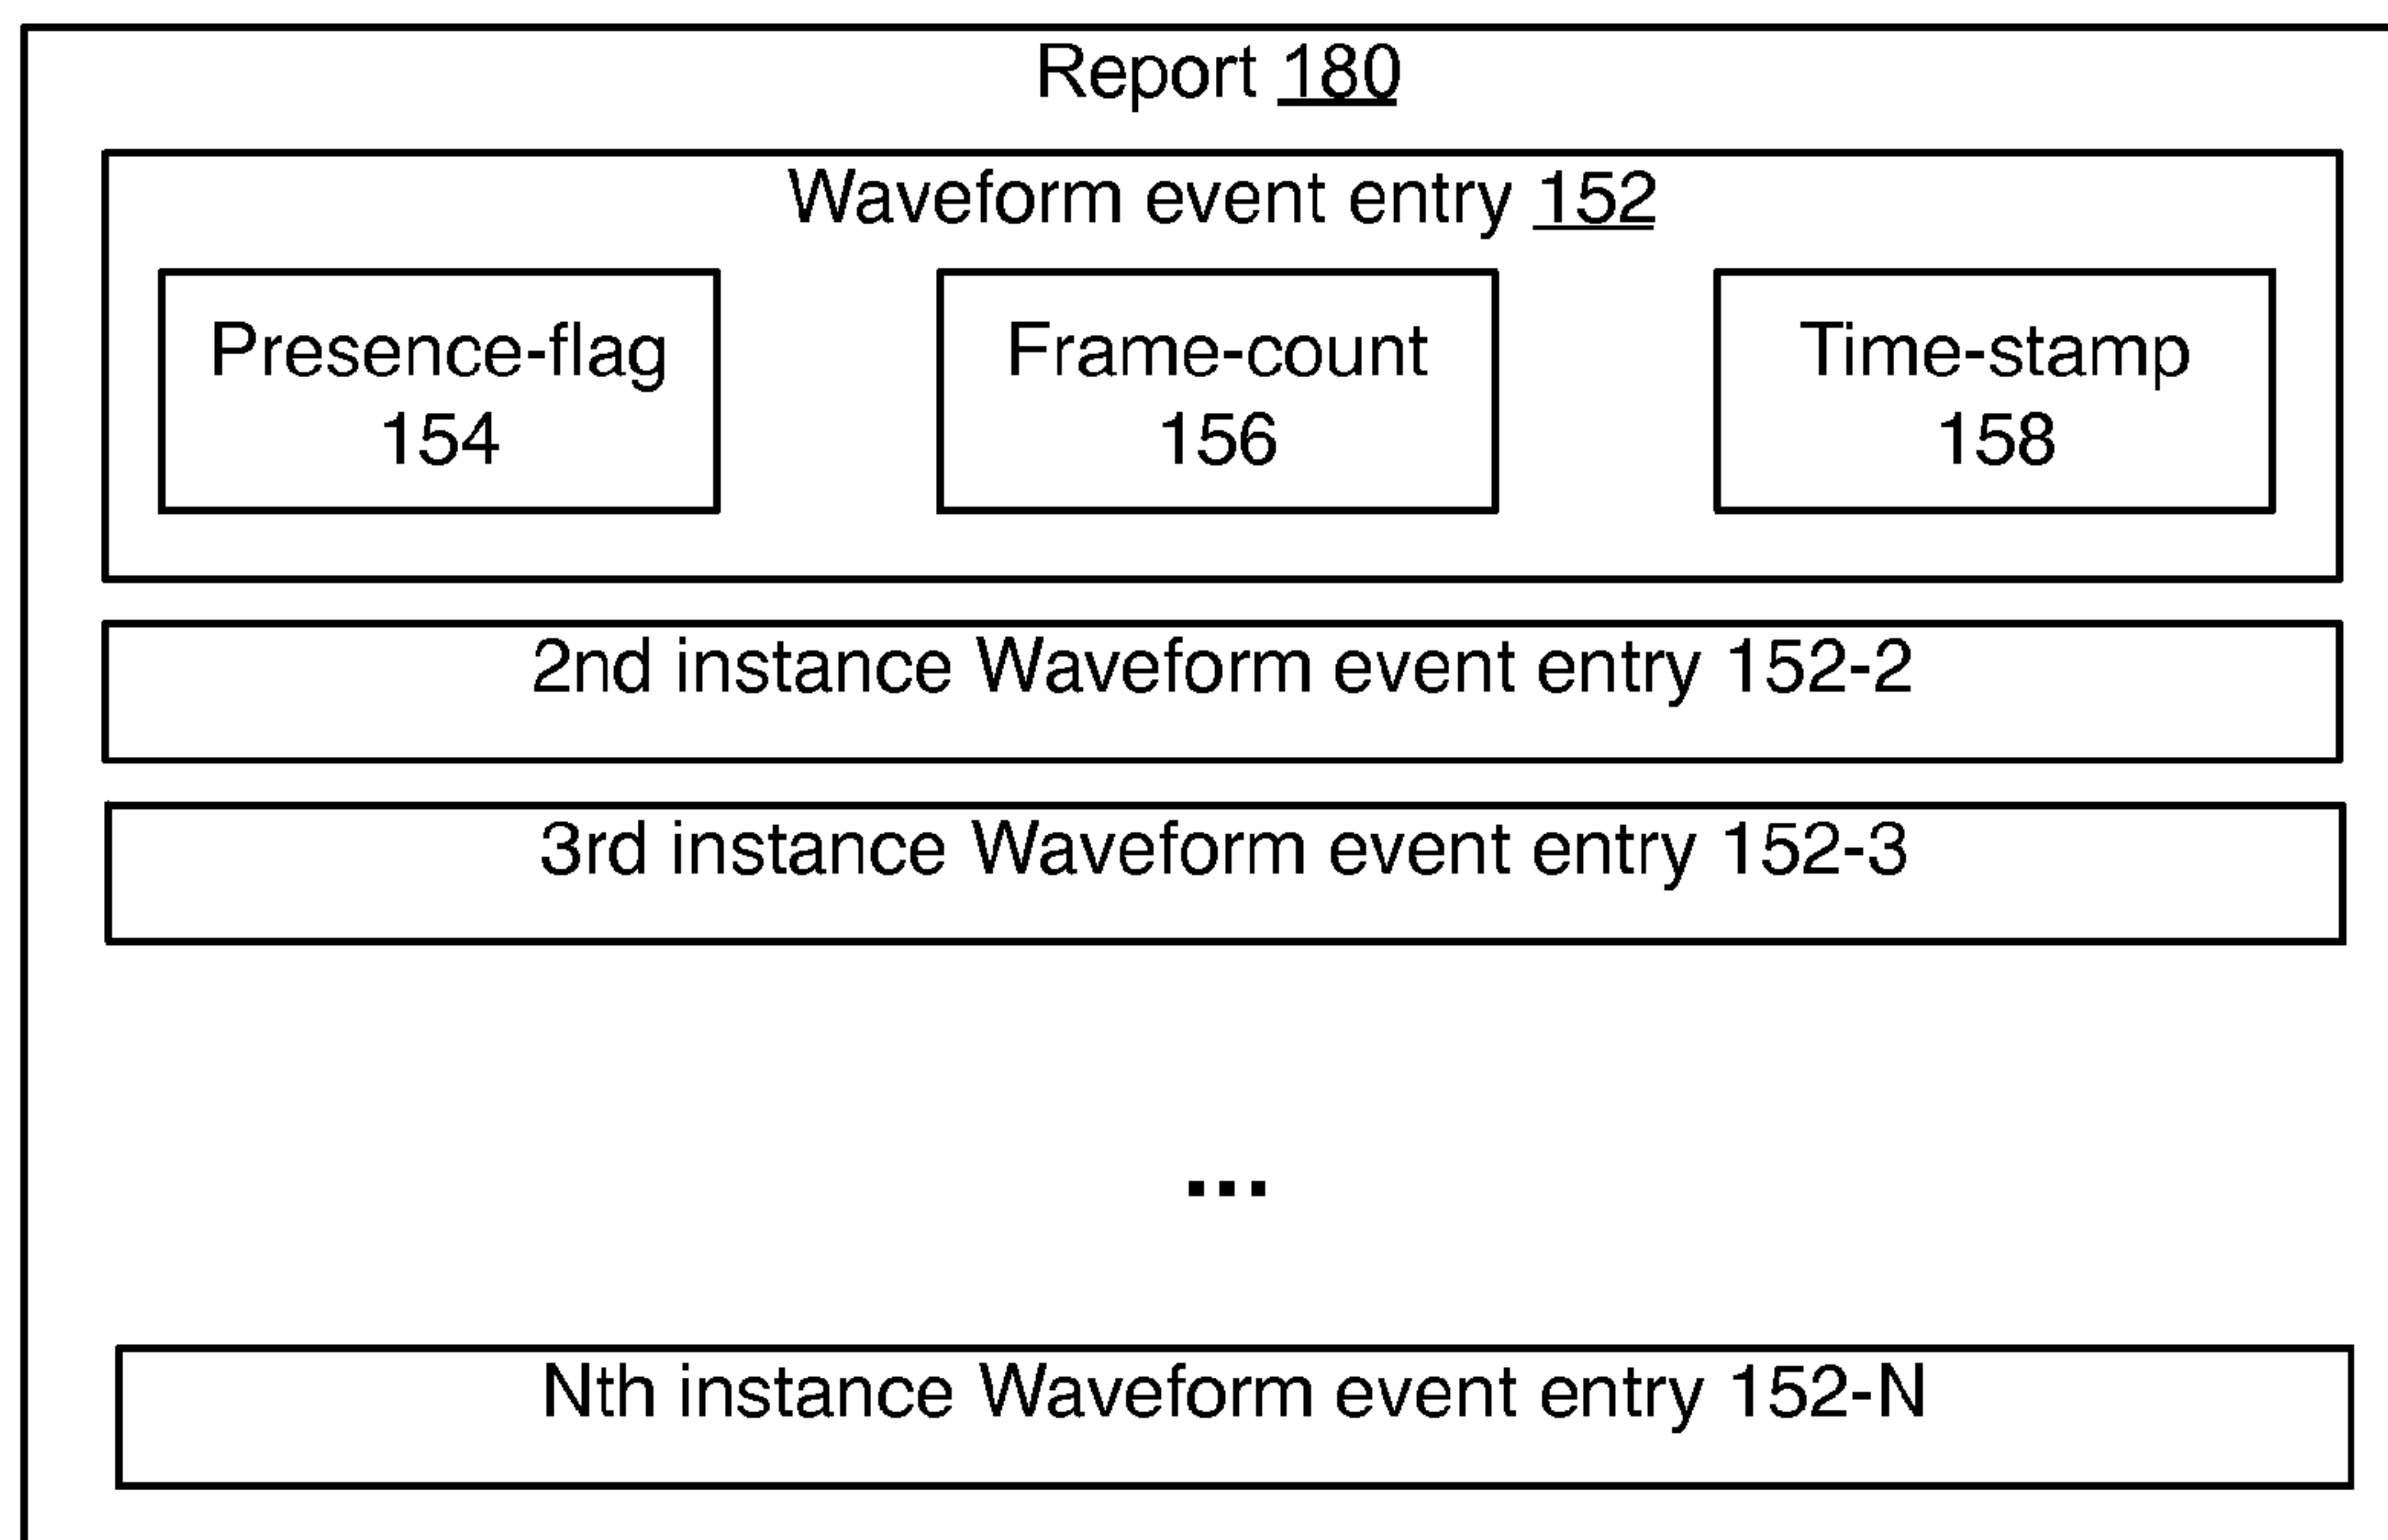 Report 180
Waveform event entry 152
Presence-flag
154
Frame-count
156
Time-stamp
158
2nd instance Waveform event entry 152-2
3rd instance Waveform event entry 152-3
...
Nth instance Waveform event entry 152-N